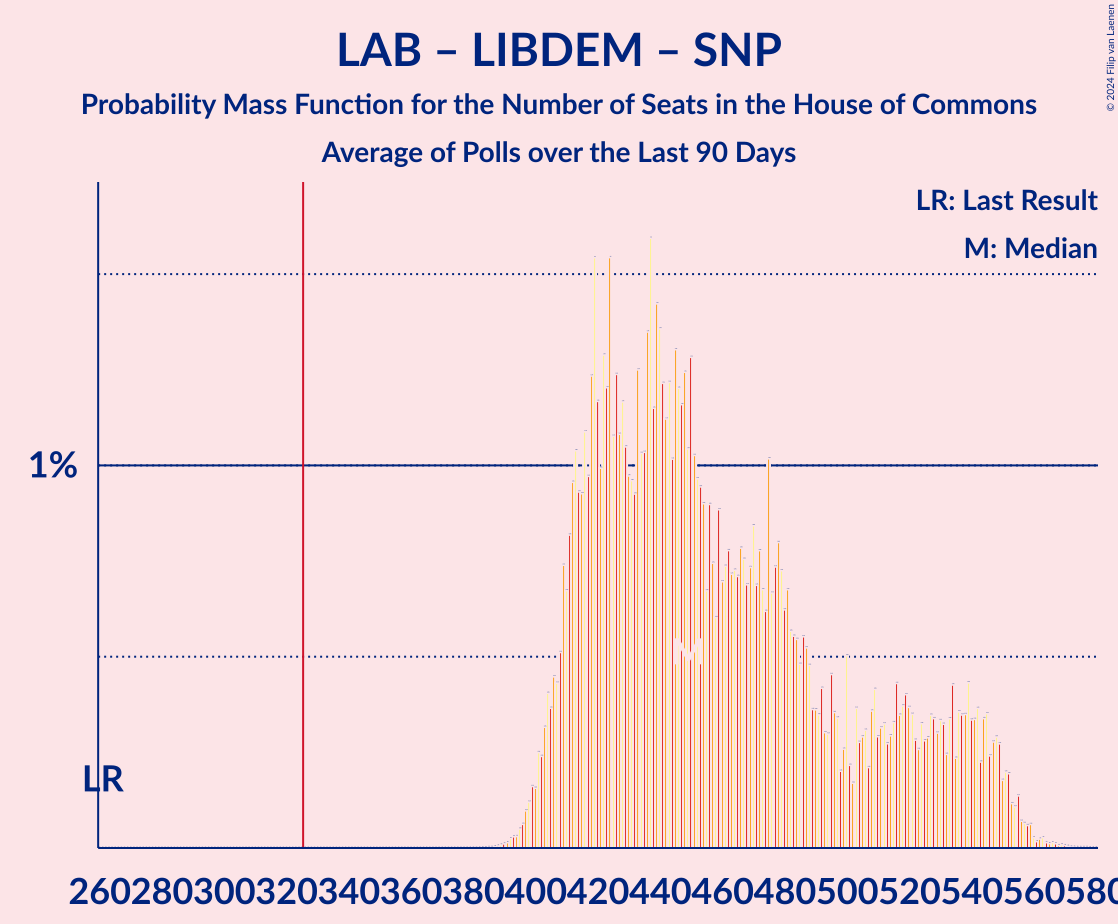 LAB – LIBDEM – SNP
Probability Mass Function for the Number of Seats in the House of Commons
Average of Polls over the Last 90 Days
© 2024 Filip van Laenen
LR: Last Result
M: Median
1%
M
LR
260 280 300 320 340 360 380 400 420 440 460 480 500 520 540 560 580